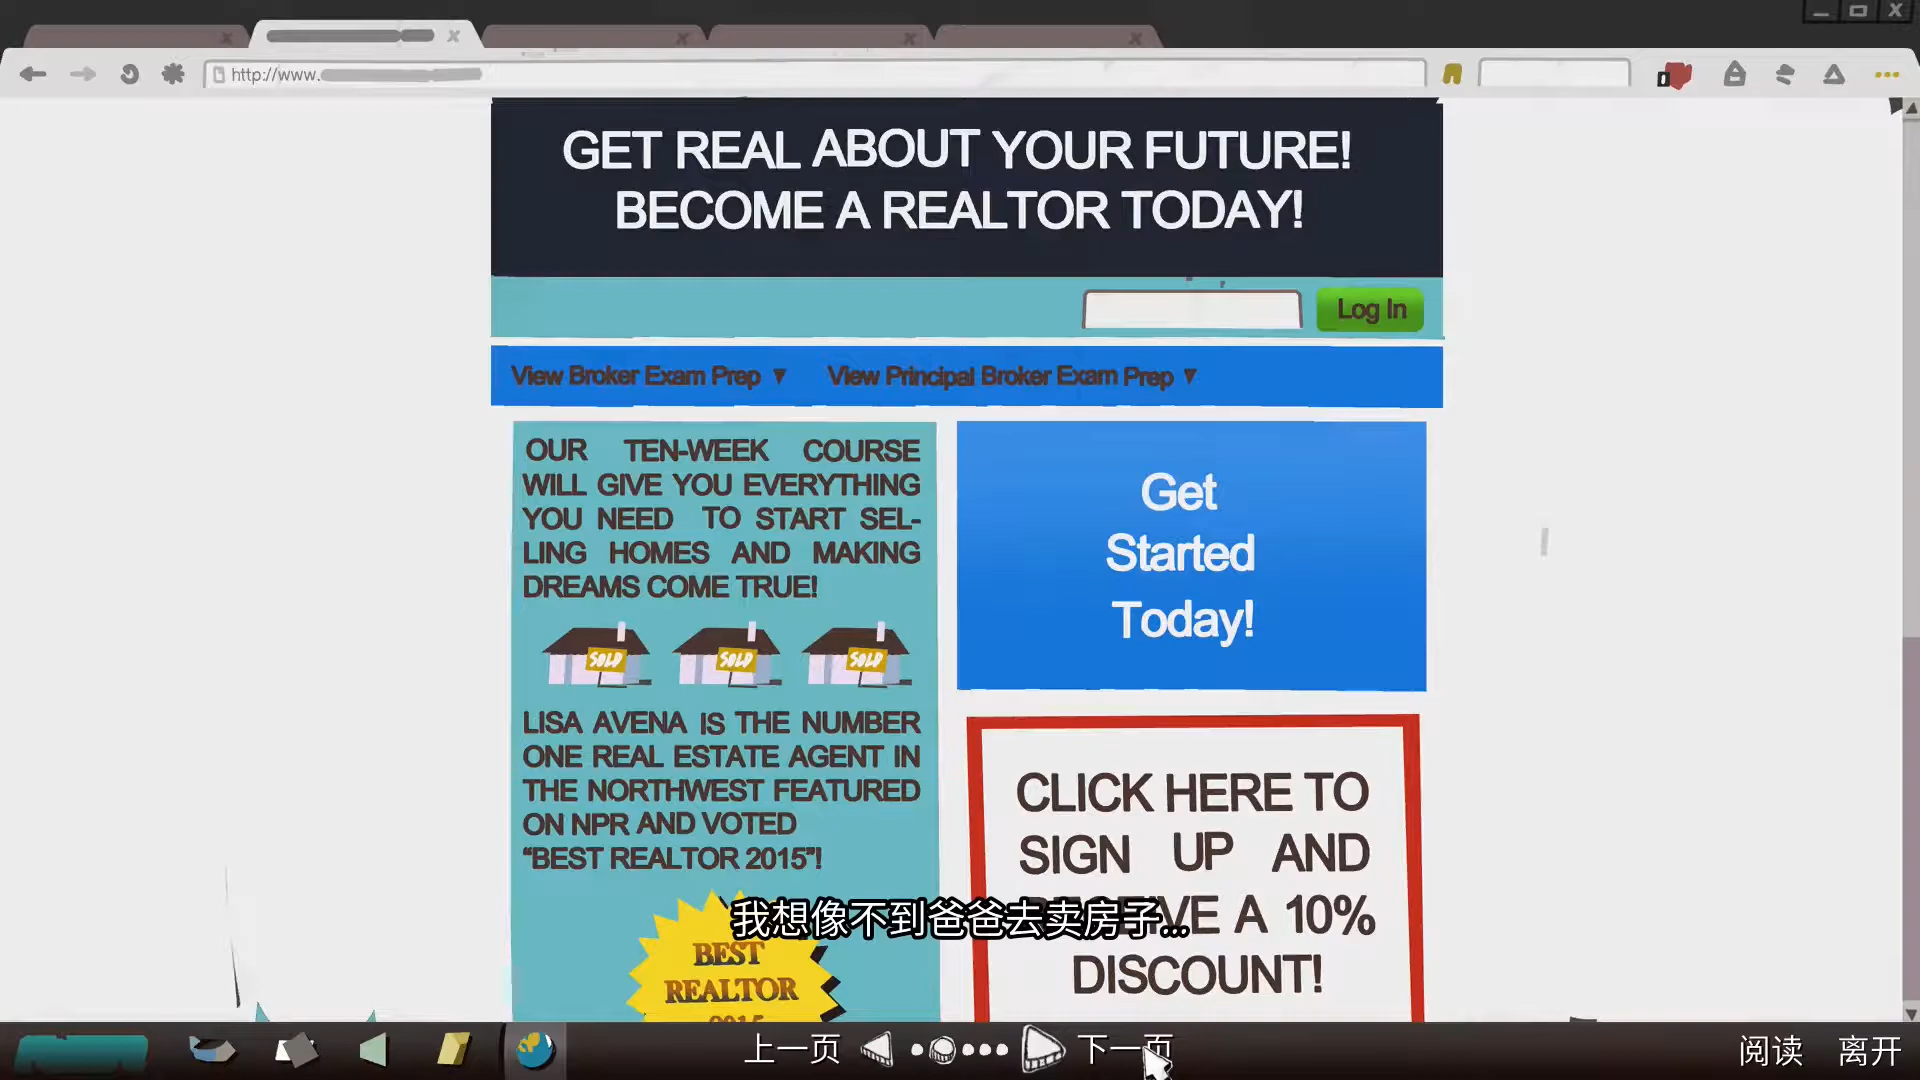 http://www.
GET REAL ABOUT YOUR FUTURE!
BECOME A REALTOR TODAY!
Log In
View Broker Exam Prep ▼ View Principal Broker Exam Prep ▼
OUR TEN-WEEK COURSE
WILL GIVE YOU EVERYTHING
YOU NEED TO START SEL-
LING HOMES AND MAKING
DREAMS COME TRUE!
SOLD SOLD SOLD
LISA AVENA IS THE NUMBER
ONE REAL ESTATE AGENT IN
THE NORTHWEST FEATURED
ON NPR AND VOTED
“BEST REALTOR 2015”!
BEST
REALTOR
2015
Get
Started
Today!
CLICK HERE TO
SIGN UP AND
RECEIVE A 10%
DISCOUNT!
我想像不到爸爸去卖房子...
上一页 下一页
阅读 离开